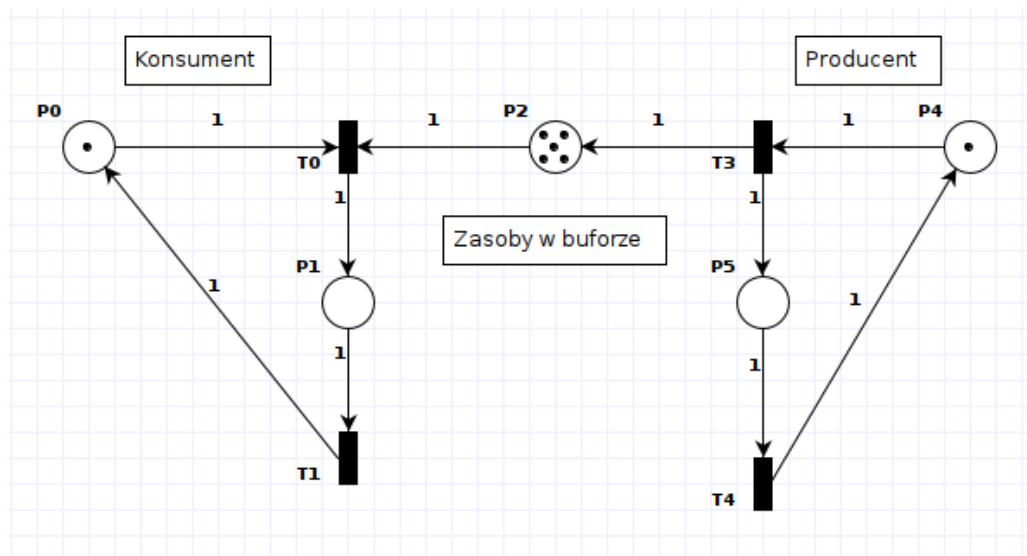 Konsument
Producent
P0
1
1
P2
1
1
P4
T0
T3
1
1
Zasoby w buforze
P1
P5
1
1
1
1
T1
T4